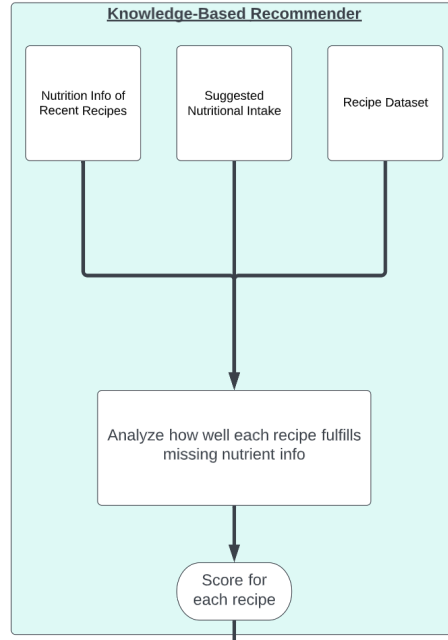 Knowledge-Based Recommender
Nutrition Info of
Recent Recipes
Suggested
Nutritional Intake
Recipe Dataset
Analyze how well each recipe fulfills
missing nutrient info
Score for
each recipe